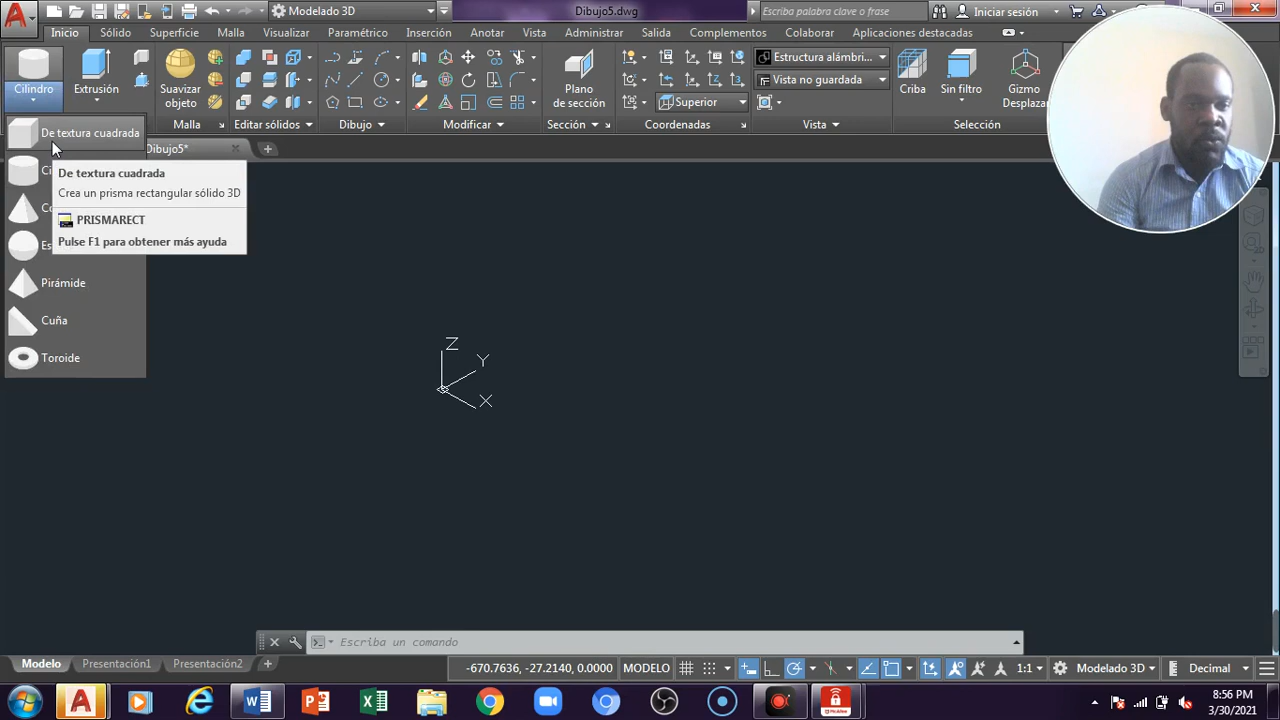 Modelado 3D
Dibujo5.dwg
Escriba palabra clave o frase
Iniciar sesión
Inicio
Sólido
Superficie
Malla
Visualizar
Paramétrico
Inserción
Anotar
Vista
Administrar
Salida
Complementos
Colaborar
Aplicaciones destacadas
Cilindro
Extrusión
Suavizar
objeto
Plano
de sección
Estructura alámbri...
Vista no guardada
Superior
Criba
Sin filtro
Gizmo
Desplazar
Malla
Editar sólidos
Dibujo
Modificar
Sección
Coordenadas
Vista
Selección
De textura cuadrada
Dibujo5*
De textura cuadrada
Crea un prisma rectangular sólido 3D
PRISMARECT
Pulse F1 para obtener más ayuda
Pirámide
Cuña
Toroide
Z
Y
X
Escriba un comando
Modelo
Presentación1
Presentación2
-670.7636, -27.2140, 0.0000
MODELO
1:1
Modelado 3D
Decimal
8:56 PM
3/30/2021